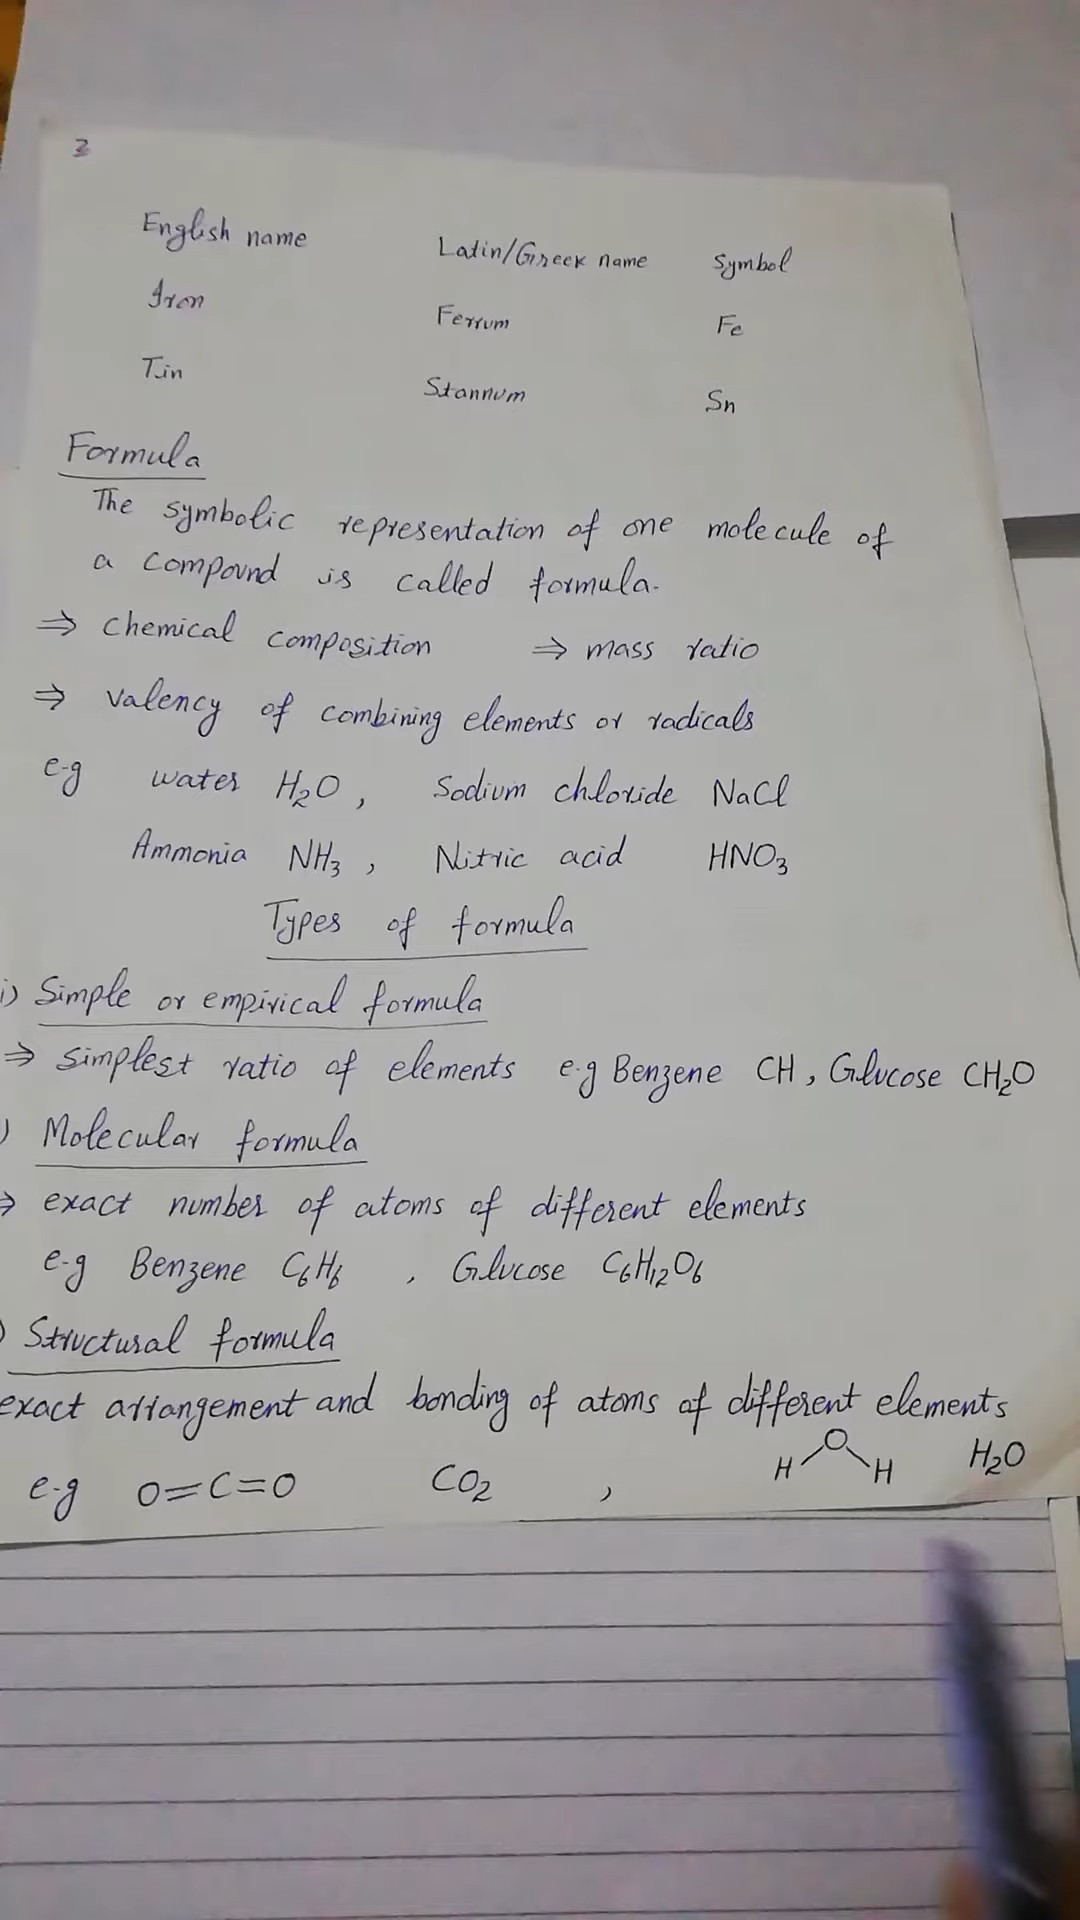 3
English name Latin/Greek name Symbol
Iron Ferrum Fe
Tin Stannum Sn
Formula
The symbolic representation of one molecule of
a compound is called formula.
⇒ chemical composition ⇒ mass ratio
⇒ valency of combining elements or radicals
e-g water H₂O, Sodium chloride NaCl
Ammonia NH₃, Nitric acid HNO₃
Types of formula
i) Simple or empirical formula
⇒ simplest ratio of elements e.g Benzene CH, Glucose CH₂O
) Molecular formula
⇒ exact number of atoms of different elements
e-g Benzene C₆H₆, Glucose C₆H₁₂O₆
) Structural formula
exact arrangement and bonding of atoms of different elements
e-g O=C=O CO₂, H O H H₂O